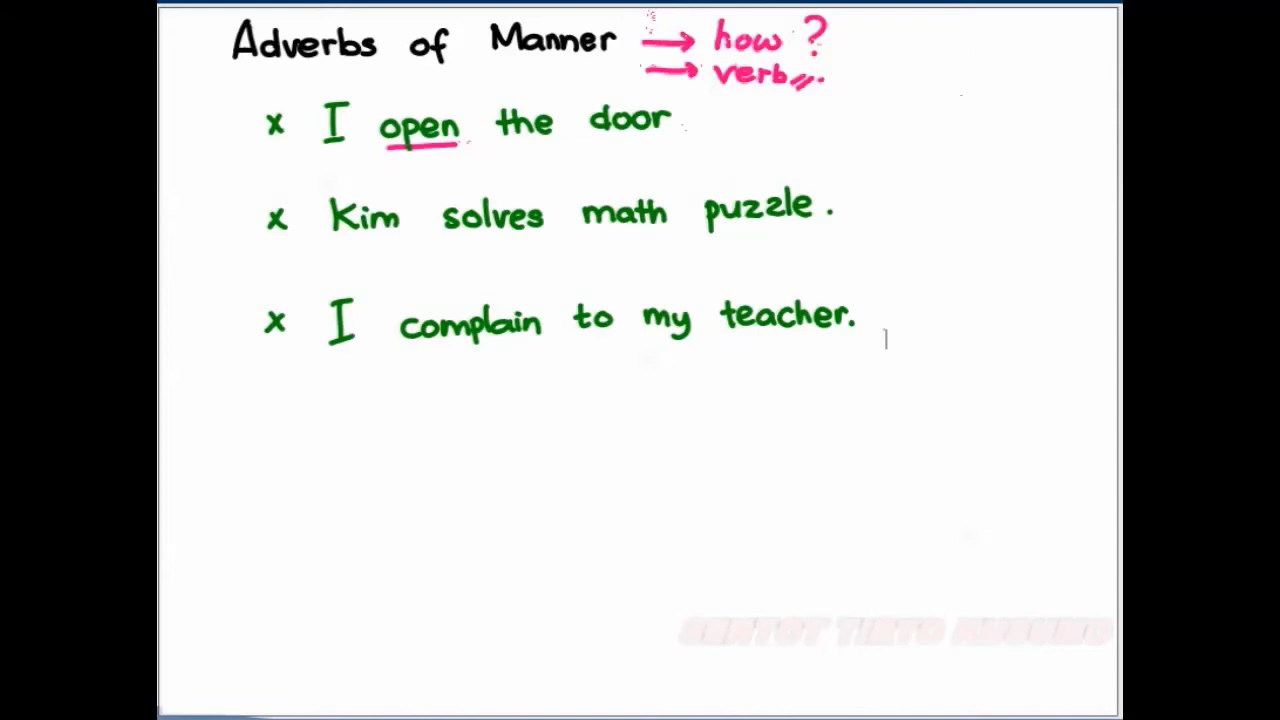 Adverbs of Manner → how ?
→ verb
x I open the door
x Kim solves math puzzle.
x I complain to my teacher.